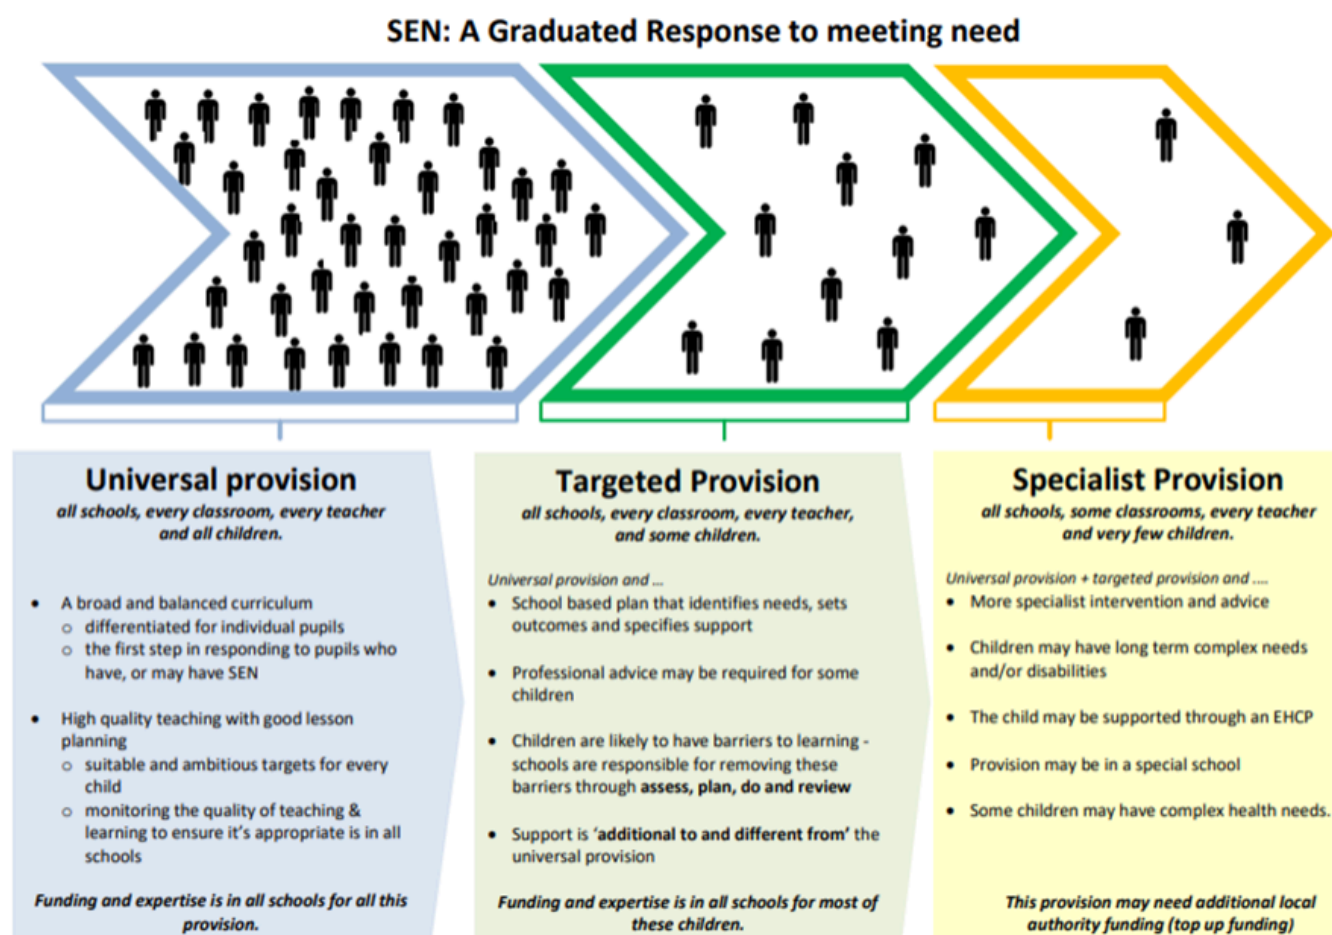 SEN: A Graduated Response to meeting need
Universal provision
all schools, every classroom, every teacher
and all children.
• A broad and balanced curriculum
o differentiated for individual pupils
o the first step in responding to pupils who
have, or may have SEN
• High quality teaching with good lesson
planning
o suitable and ambitious targets for every
child
o monitoring the quality of teaching &
learning to ensure it's appropriate is in all
schools
Funding and expertise is in all schools for all this
provision.
Targeted Provision
all schools, every classroom, every teacher,
and some children.
Universal provision and ...
• School based plan that identifies needs, sets
outcomes and specifies support
• Professional advice may be required for some
children
• Children are likely to have barriers to learning -
schools are responsible for removing these
barriers through assess, plan, do and review
• Support is 'additional to and different from' the
universal provision
Funding and expertise is in all schools for most of
these children.
Specialist Provision
all schools, some classrooms, every teacher
and very few children.
Universal provision + targeted provision and ....
• More specialist intervention and advice
• Children may have long term complex needs
and/or disabilities
• The child may be supported through an EHCP
• Provision may be in a special school
• Some children may have complex health needs.
This provision may need additional local
authority funding (top up funding)